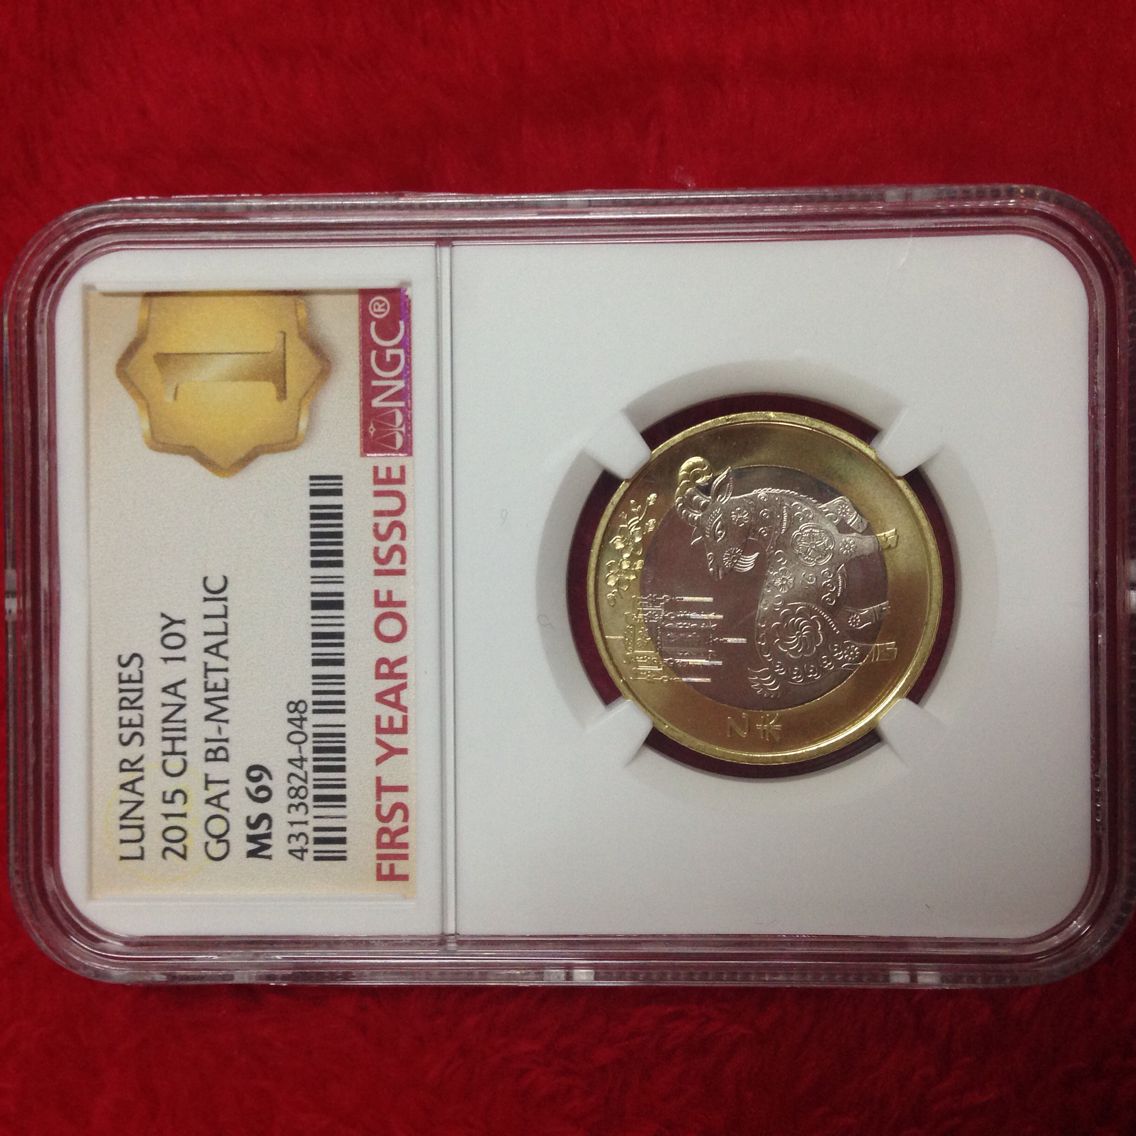 LUNAR SERIES
2015 CHINA 10Y
GOAT BI-METALLIC
MS 69
4313824-048
FIRST YEAR OF ISSUE
NGC®
1
乙未